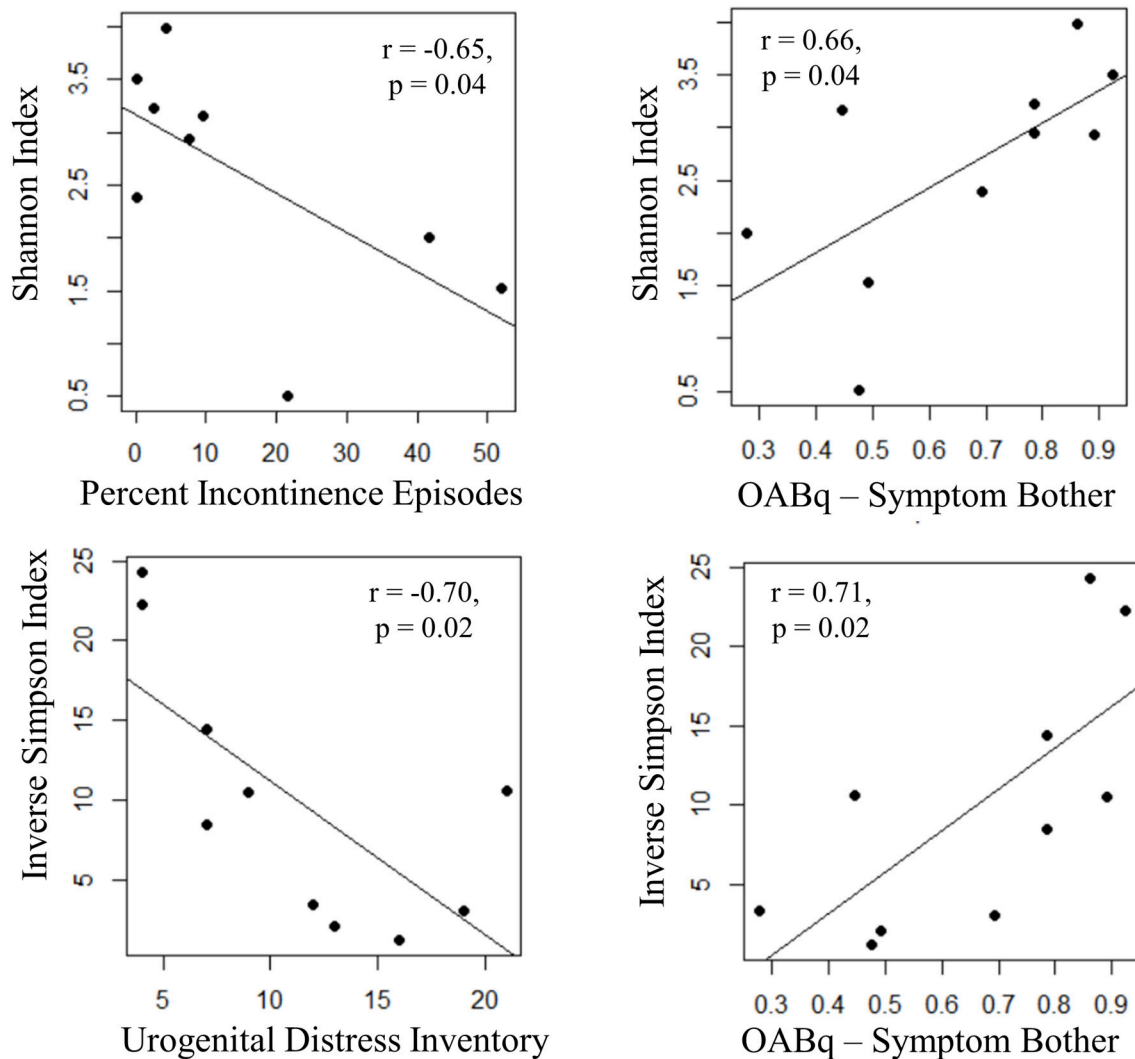 Shannon Index
3.5
2.5
1.5
0.5
r = -0.65,
p = 0.04
0 10 20 30 40 50
Percent Incontinence Episodes
Shannon Index
3.5
2.5
1.5
0.5
r = 0.66,
p = 0.04
0.3 0.4 0.5 0.6 0.7 0.8 0.9
OABq – Symptom Bother
Inverse Simpson Index
25
20
15
10
5
r = -0.70,
p = 0.02
5 10 15 20
Urogenital Distress Inventory
Inverse Simpson Index
25
20
15
10
5
r = 0.71,
p = 0.02
0.3 0.4 0.5 0.6 0.7 0.8 0.9
OABq – Symptom Bother